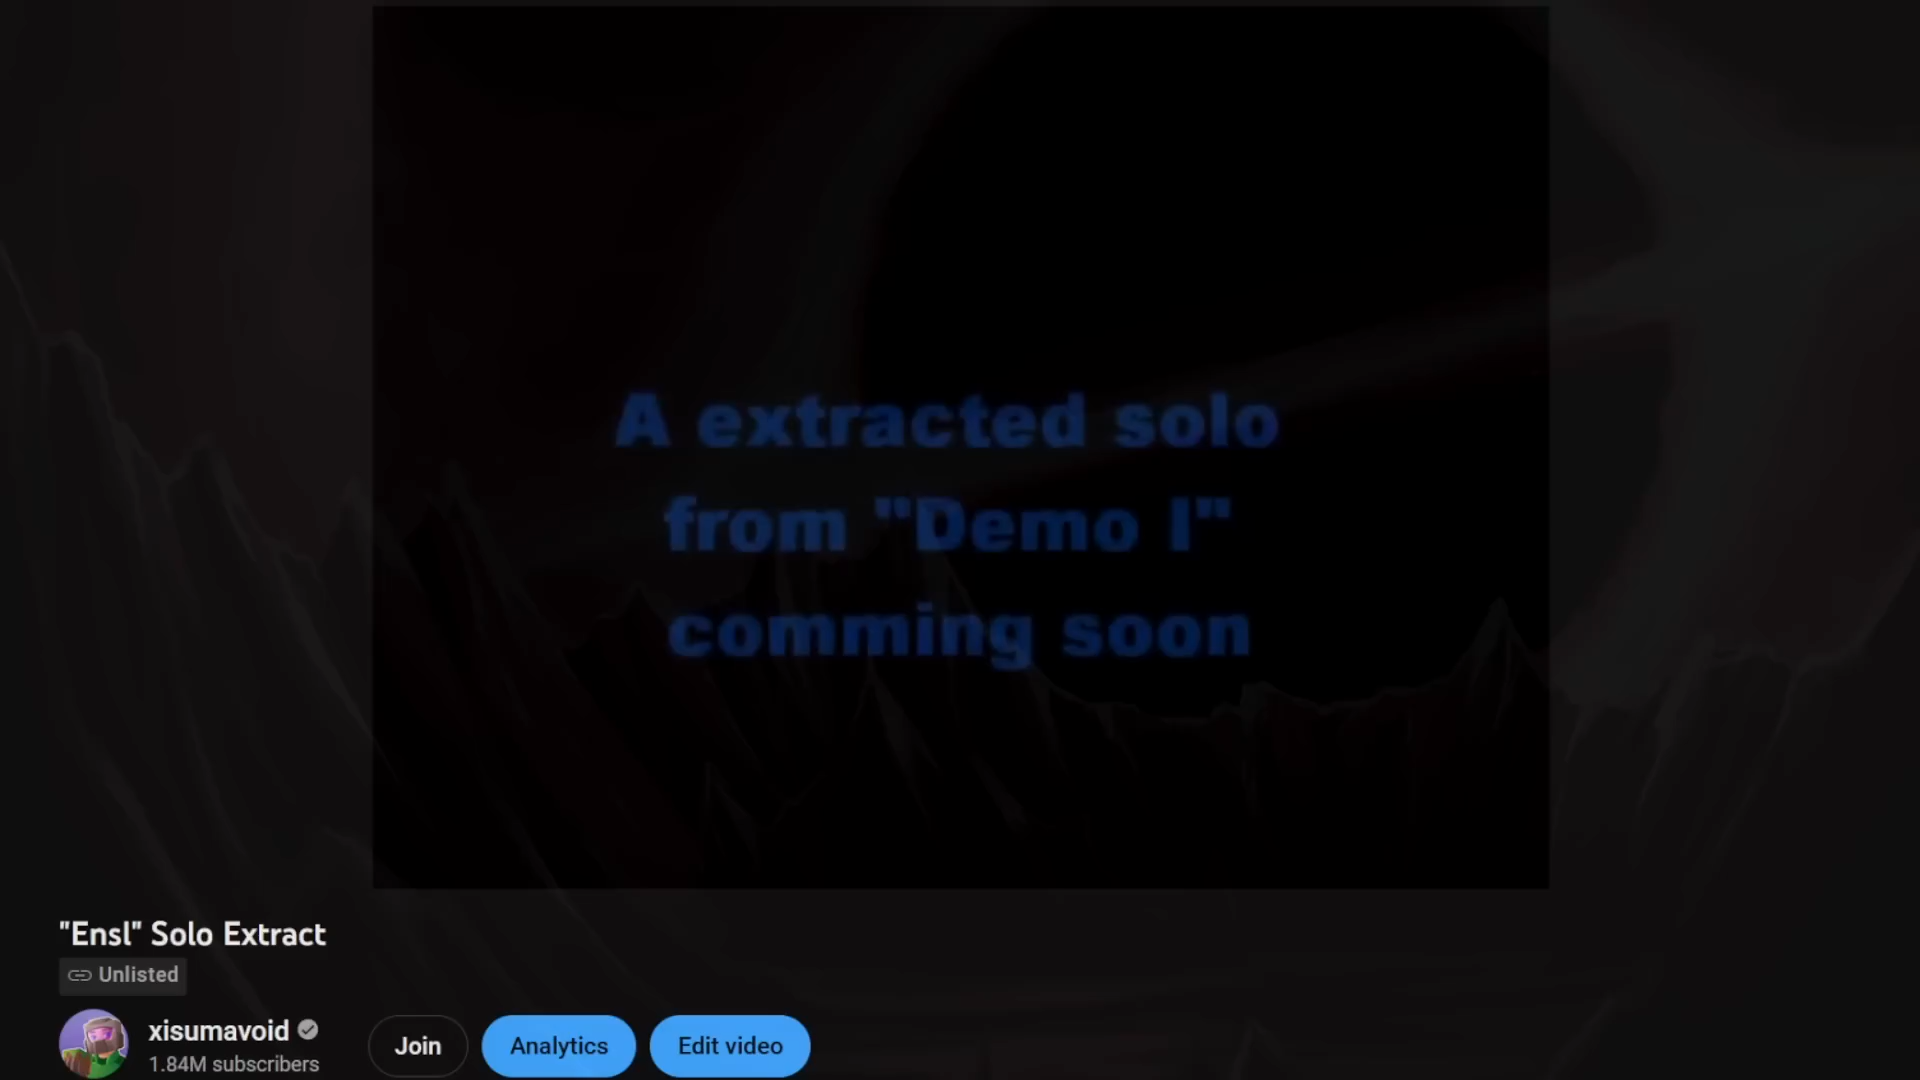 A extracted solo
from "Demo I"
comming soon
"Ensl" Solo Extract
Unlisted
xisumavoid
1.84M subscribers
Join
Analytics
Edit video